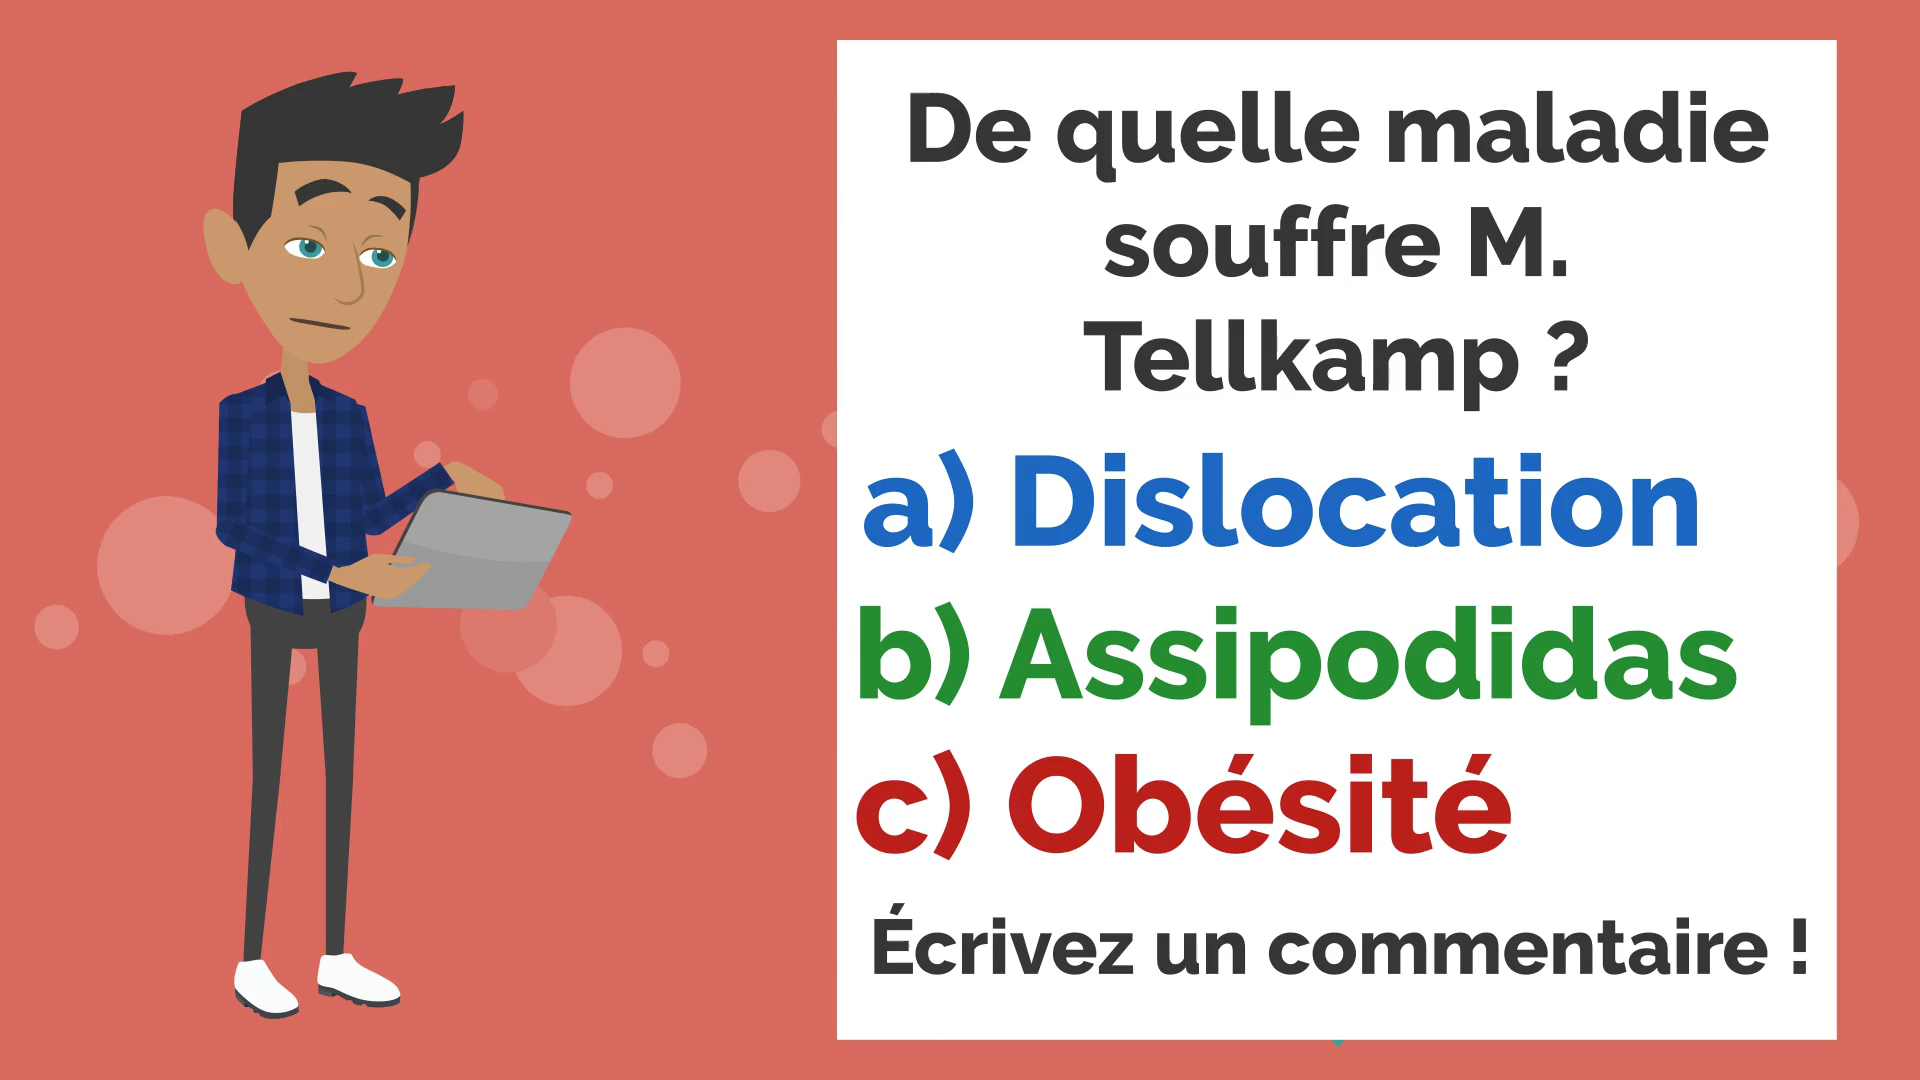 De quelle maladie
souffre M.
Tellkamp ?
a) Dislocation
b) Assipodidas
c) Obésité
Écrivez un commentaire !